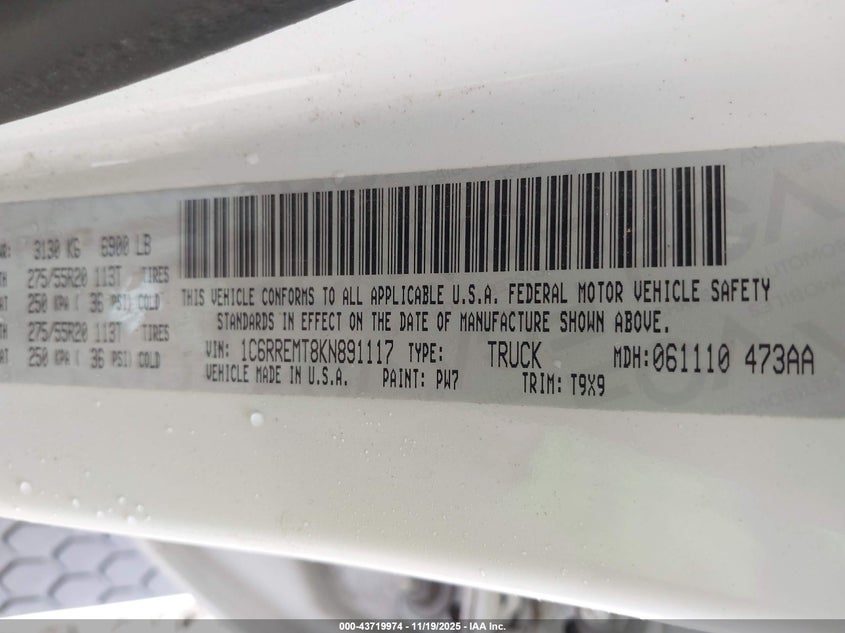 3130 KG 6900 LB
275/55R20 113T TIRES
250 KPA ( 36 PSI) COLD
275/55R20 113T TIRES
250 KPA ( 36 PSI) COLD
THIS VEHICLE CONFORMS TO ALL APPLICABLE U.S.A. FEDERAL MOTOR VEHICLE SAFETY
STANDARDS IN EFFECT ON THE DATE OF MANUFACTURE SHOWN ABOVE.
VIN: 1C6RREMT8KN891117 TYPE: TRUCK MDH: 061110 473AA
VEHICLE MADE IN U.S.A. PAINT: PW7 TRIM: T9X9
000-43719974 - 11/19/2025 - IAA Inc.